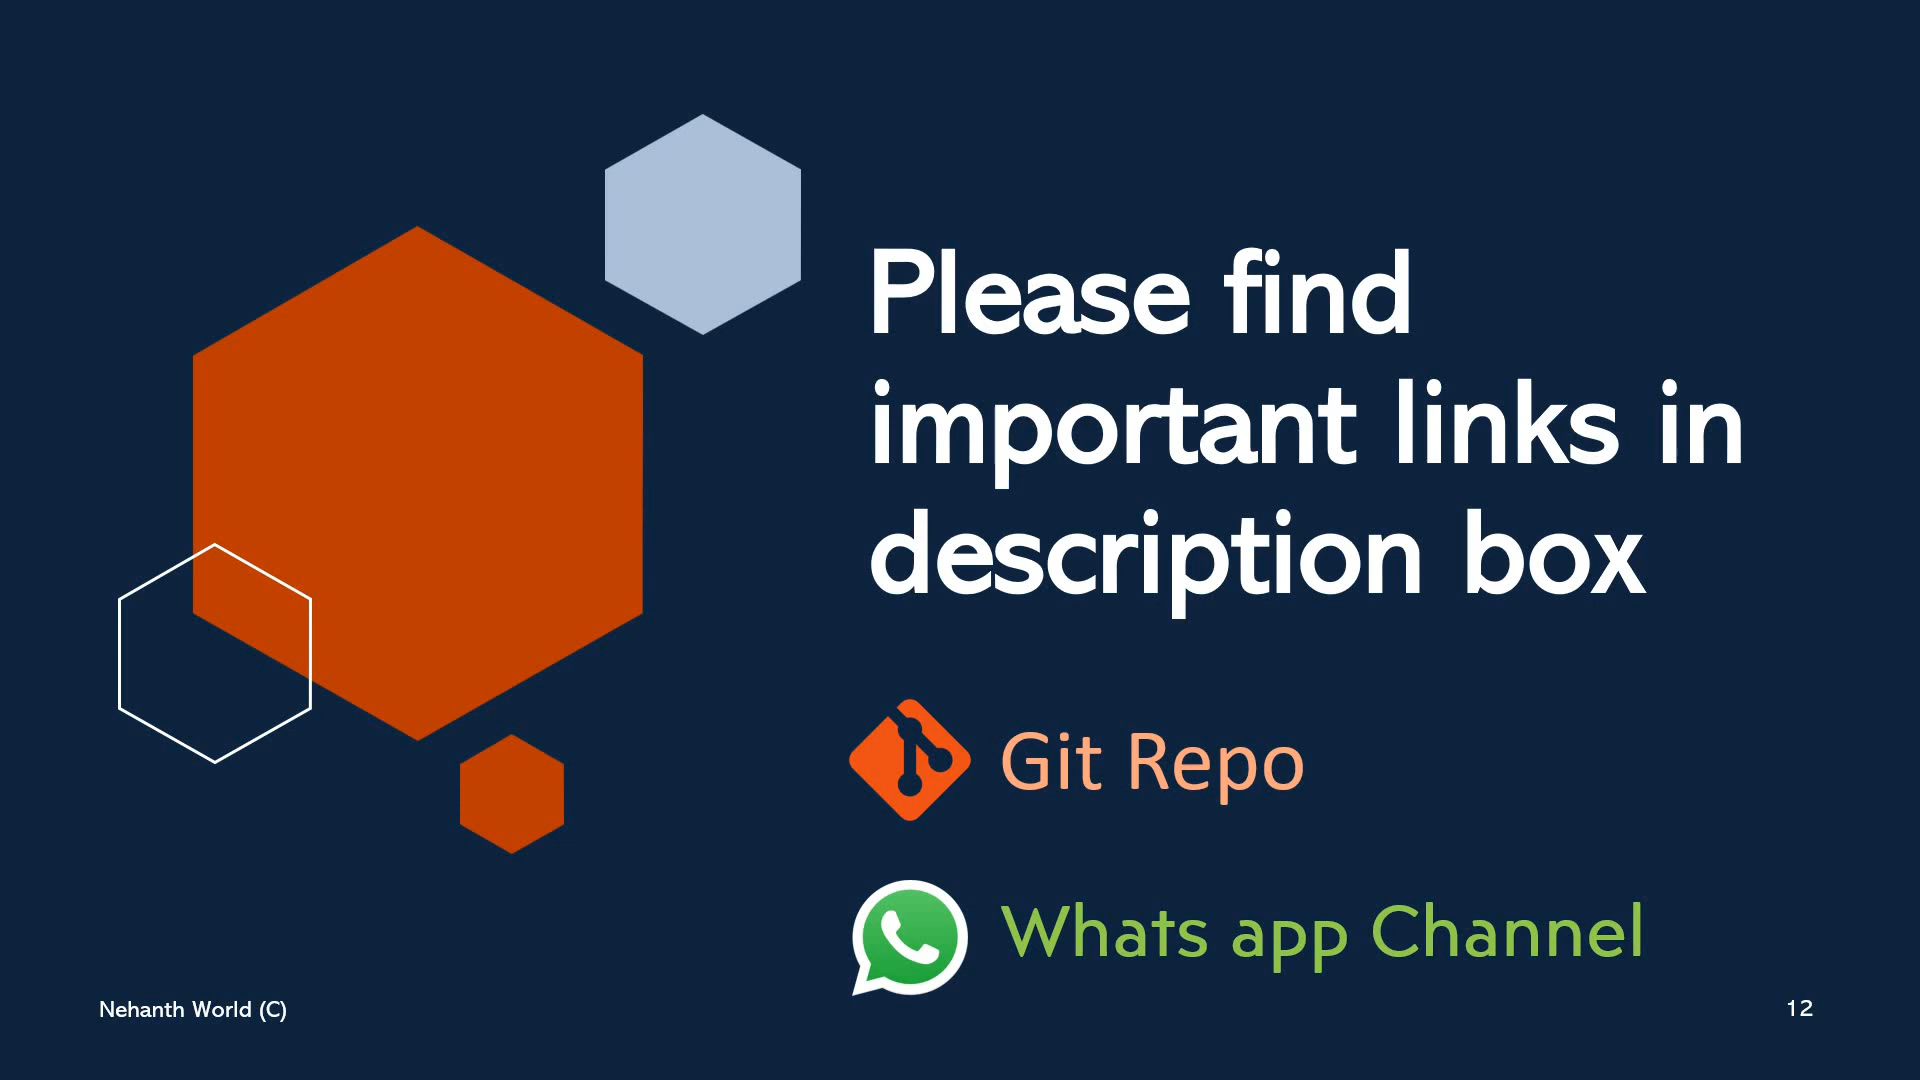 Please find
important links in
description box
Git Repo
Whats app Channel
Nehanth World (C)
12